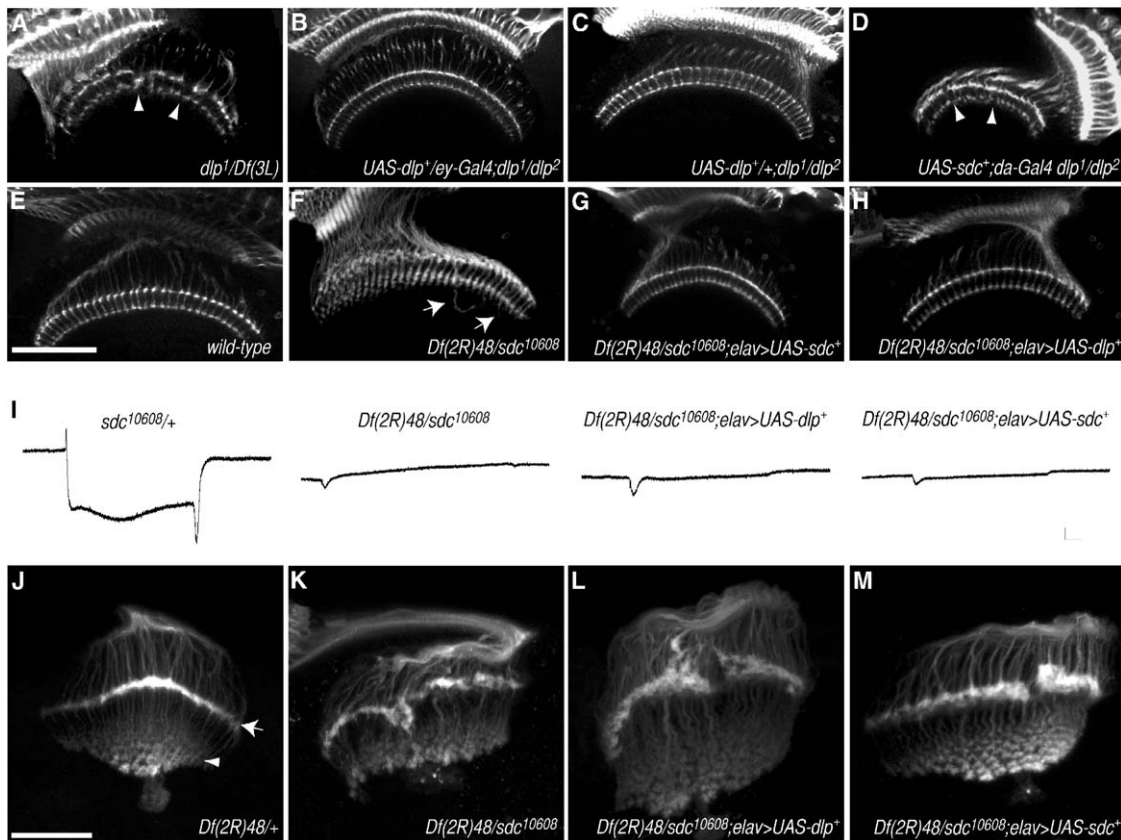 A
dlp¹/Df(3L)
B
UAS-dlp⁺/ey-Gal4;dlp¹/dlp²
C
UAS-dlp⁺/+;dlp¹/dlp²
D
UAS-sdc⁺;da-Gal4 dlp¹/dlp²
E
wild-type
F
Df(2R)48/sdc¹⁰⁶⁰⁸
G
Df(2R)48/sdc¹⁰⁶⁰⁸;elav>UAS-sdc⁺
H
Df(2R)48/sdc¹⁰⁶⁰⁸;elav>UAS-dlp⁺
I
sdc¹⁰⁶⁰⁸/+
Df(2R)48/sdc¹⁰⁶⁰⁸
Df(2R)48/sdc¹⁰⁶⁰⁸;elav>UAS-dlp⁺
Df(2R)48/sdc¹⁰⁶⁰⁸;elav>UAS-sdc⁺
J
Df(2R)48/+
K
Df(2R)48/sdc¹⁰⁶⁰⁸
L
Df(2R)48/sdc¹⁰⁶⁰⁸;elav>UAS-dlp⁺
M
Df(2R)48/sdc¹⁰⁶⁰⁸;elav>UAS-sdc⁺